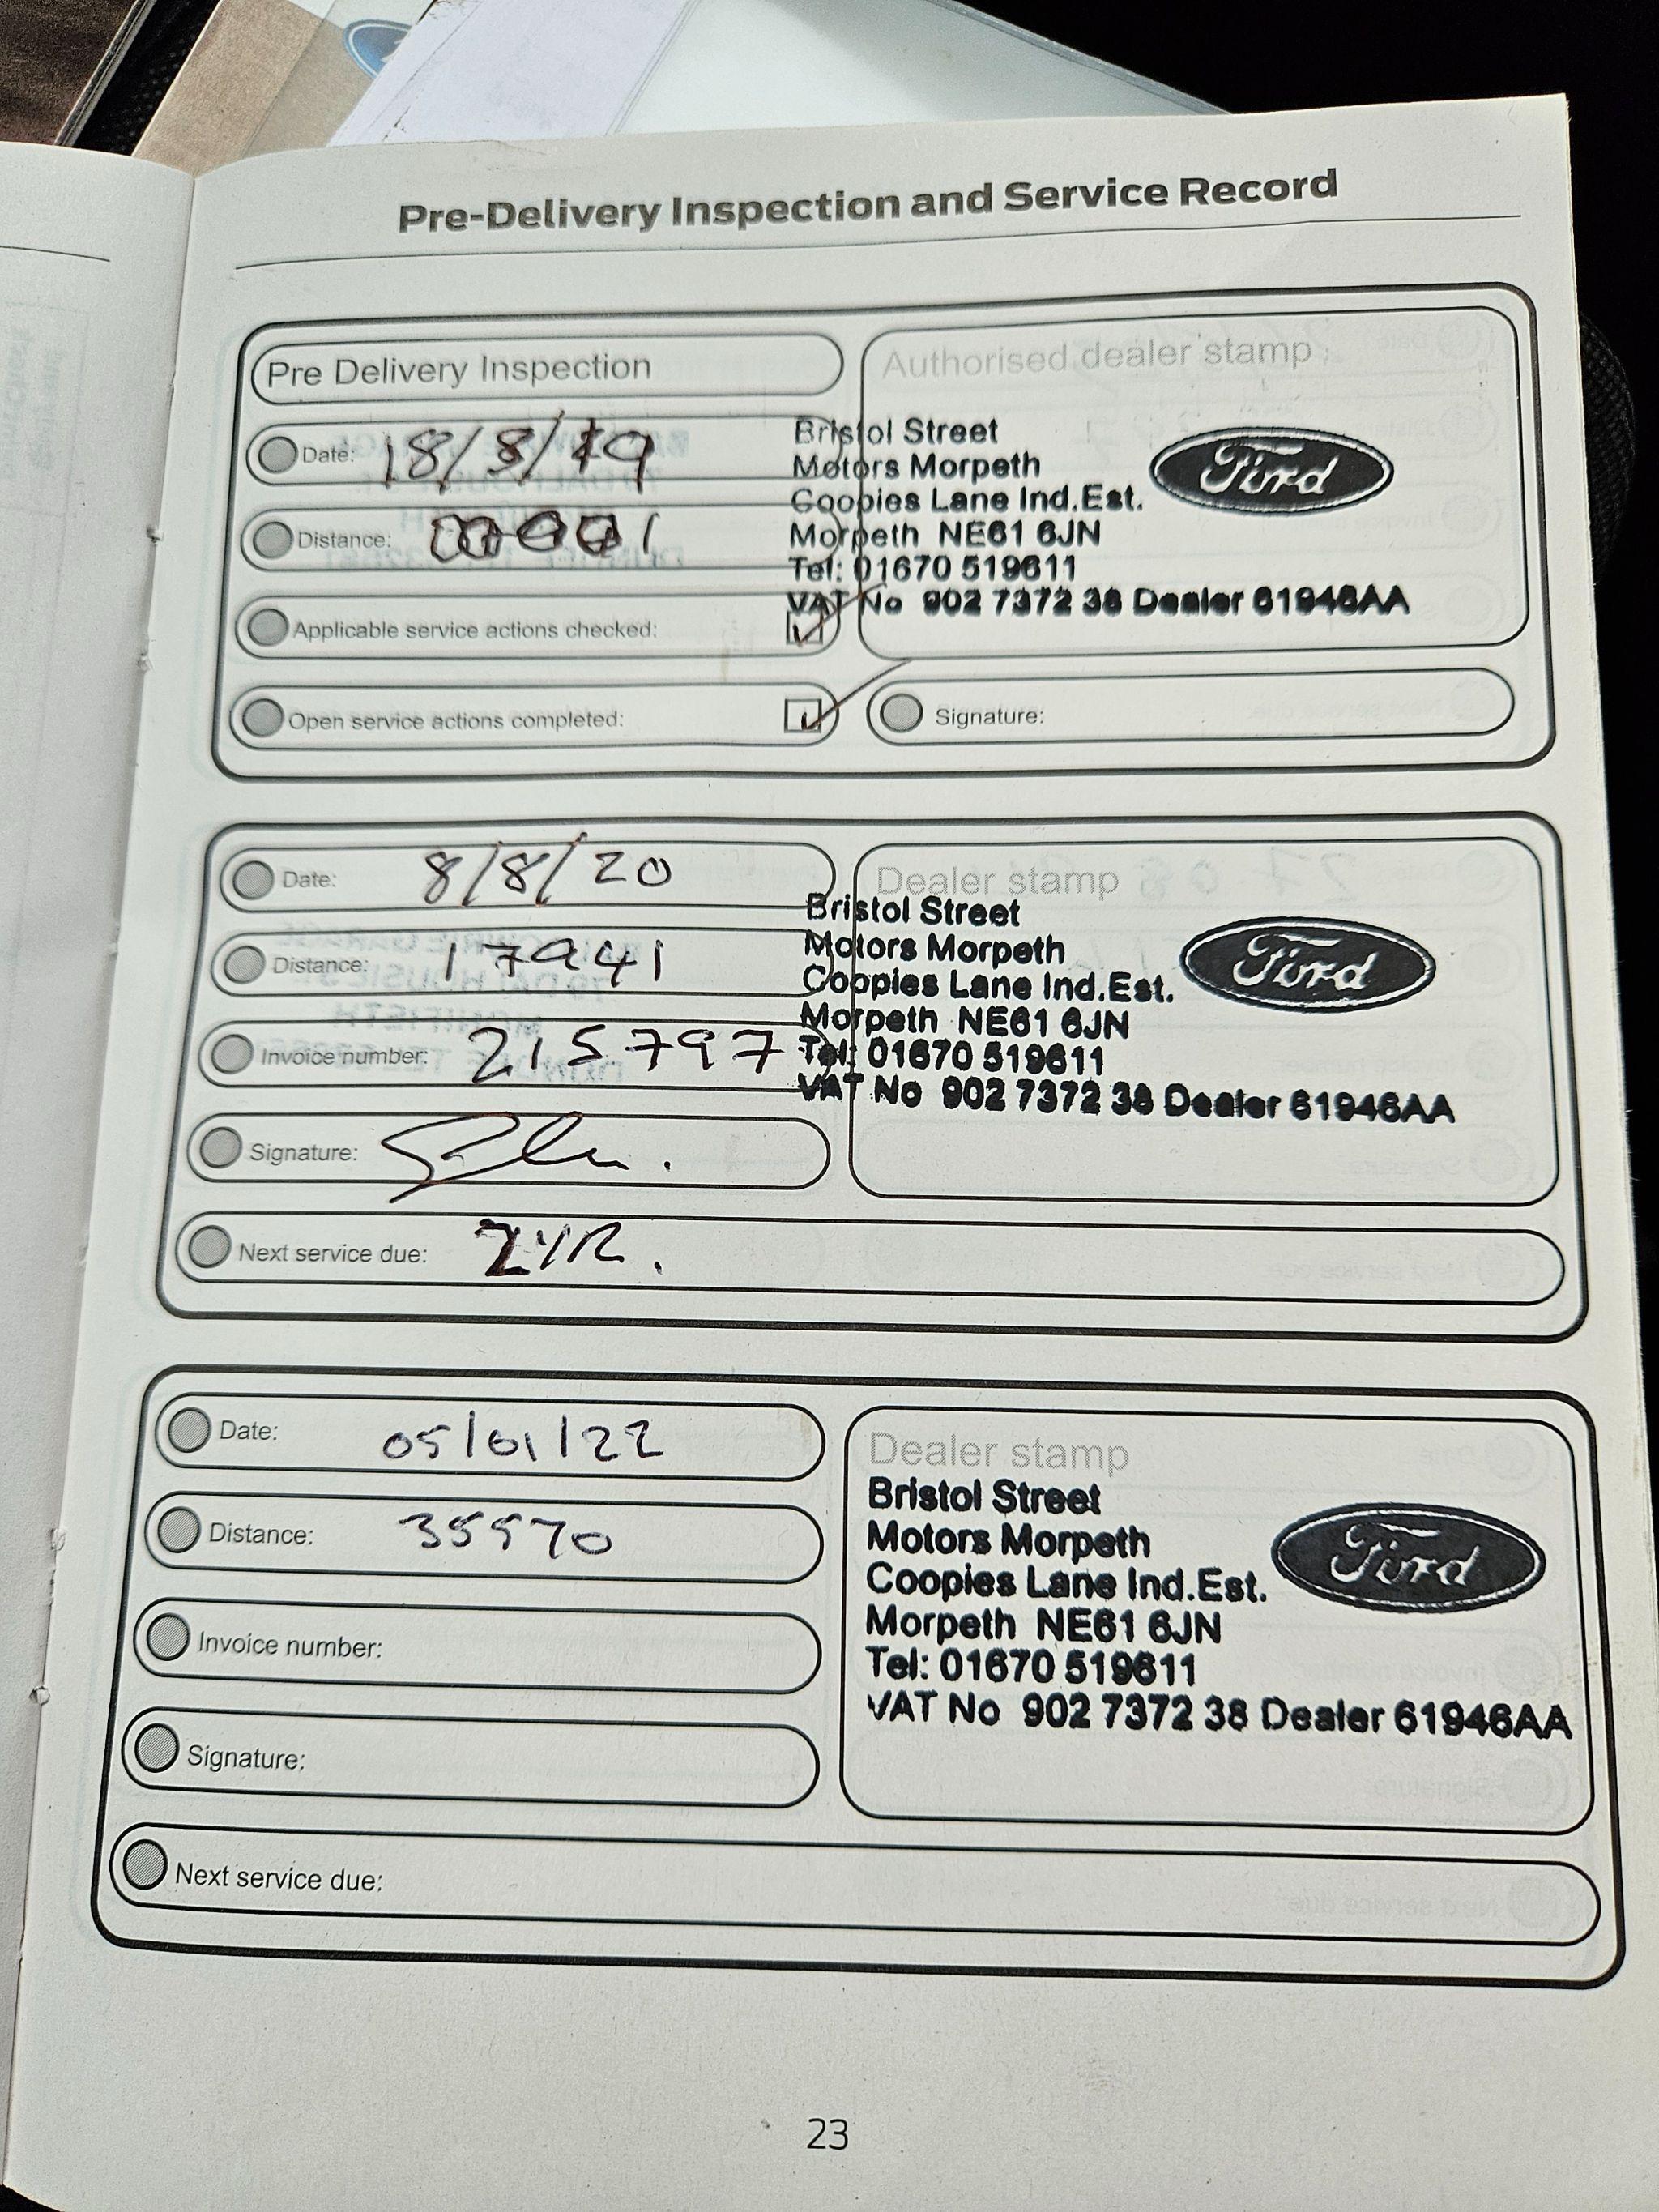 Pre-Delivery Inspection and Service Record
Pre Delivery Inspection
Authorised dealer stamp
Date: 18/8/19
Distance: 00001
Applicable service actions checked:
Open service actions completed:
Bristol Street
Motors Morpeth
Coopies Lane Ind.Est.
Morpeth NE61 6JN
Tel: 01670 519611
VAT No 902 7372 38 Dealer 61946AA
Ford
Signature:
Date: 8/8/20
Distance: 17941
Invoice number: 215797
Signature:
Next service due: 2YR.
Dealer stamp
Bristol Street
Motors Morpeth
Coopies Lane Ind.Est.
Morpeth NE61 6JN
Tel: 01670 519611
VAT No 902 7372 38 Dealer 61946AA
Ford
Date: 05/01/22
Distance: 35570
Invoice number:
Signature:
Next service due:
Dealer stamp
Bristol Street
Motors Morpeth
Coopies Lane Ind.Est.
Morpeth NE61 6JN
Tel: 01670 519611
VAT No 902 7372 38 Dealer 61946AA
Ford
23